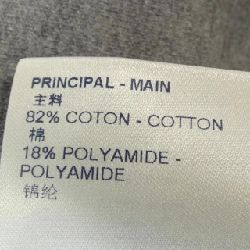 PRINCIPAL - MAIN
主料
82% COTON - COTTON
棉
18% POLYAMIDE -
POLYAMIDE
锦纶